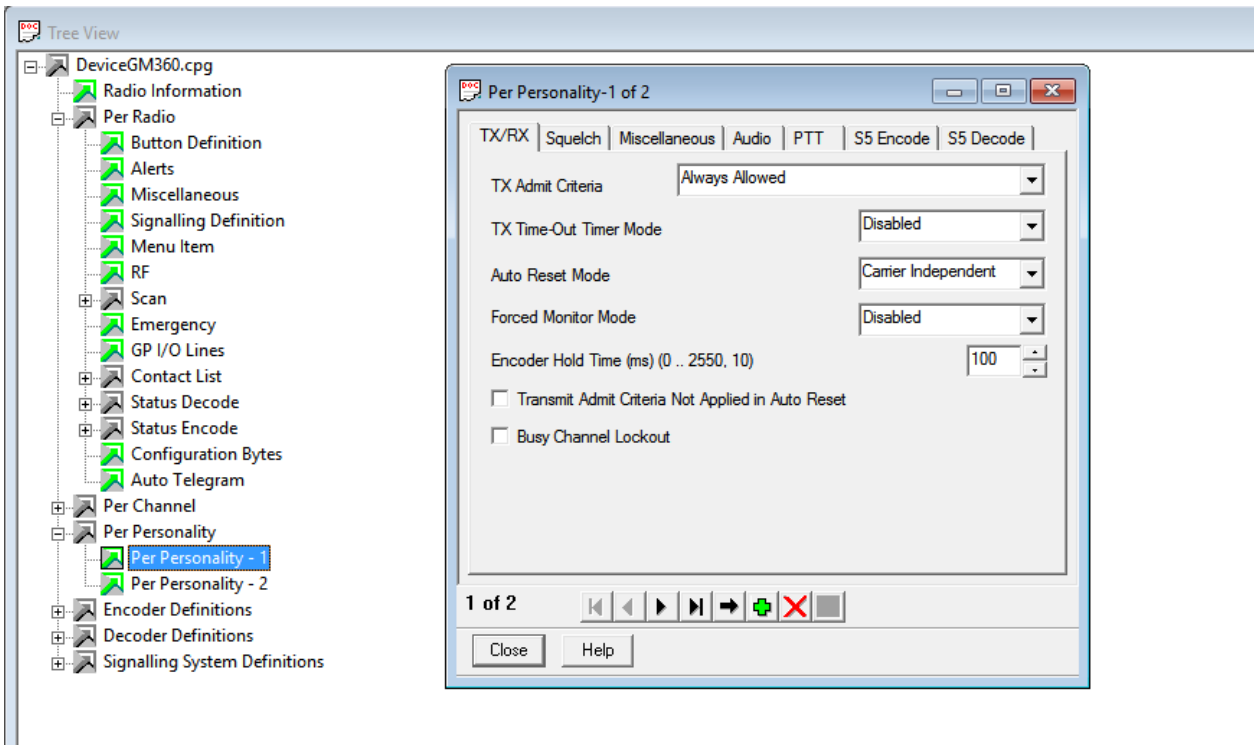 Tree View
DeviceGM360.cpg
Radio Information
Per Radio
Button Definition
Alerts
Miscellaneous
Signalling Definition
Menu Item
RF
Scan
Emergency
GP I/O Lines
Contact List
Status Decode
Status Encode
Configuration Bytes
Auto Telegram
Per Channel
Per Personality
Per Personality - 1
Per Personality - 2
Encoder Definitions
Decoder Definitions
Signalling System Definitions
Per Personality-1 of 2
TX/RX Squelch Miscellaneous Audio PTT S5 Encode S5 Decode
TX Admit Criteria Always Allowed
TX Time-Out Timer Mode Disabled
Auto Reset Mode Carrier Independent
Forced Monitor Mode Disabled
Encoder Hold Time (ms) (0 .. 2550, 10) 100
Transmit Admit Criteria Not Applied in Auto Reset
Busy Channel Lockout
1 of 2
Close Help